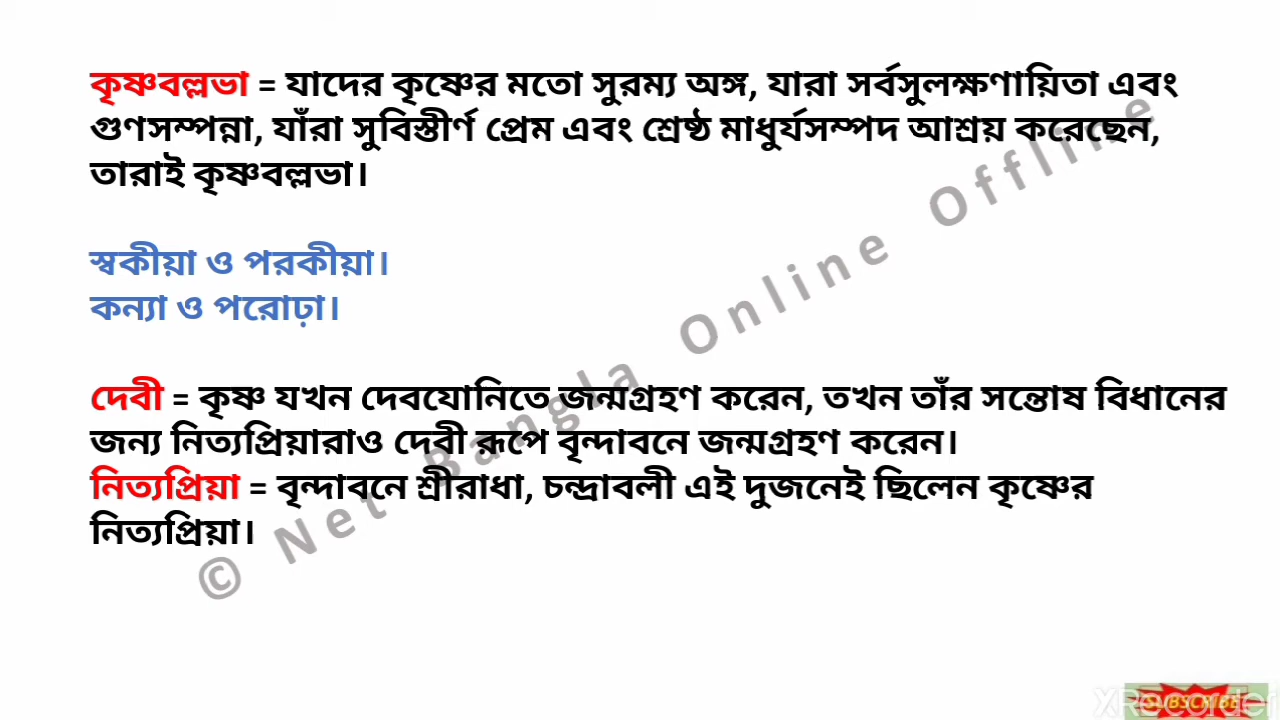 কৃষ্ণবল্লভা = যাদের কৃষ্ণের মতো সুরম্য অঙ্গ, যারা সর্বসুলক্ষণায়িতা এবং
গুণসম্পন্না, যাঁরা সুবিস্তীর্ণ প্রেম এবং শ্রেষ্ঠ মাধুর্যসম্পদ আশ্রয় করেছেন,
তারাই কৃষ্ণবল্লভা।
স্বকীয়া ও পরকীয়া।
কন্যা ও পরোঢ়া।
দেবী = কৃষ্ণ যখন দেবযোনিতে জন্মগ্রহণ করেন, তখন তাঁর সন্তোষ বিধানের
জন্য নিত্যপ্রিয়ারাও দেবী রূপে বৃন্দাবনে জন্মগ্রহণ করেন।
নিত্যপ্রিয়া = বৃন্দাবনে শ্রীরাধা, চন্দ্রাবলী এই দুজনেই ছিলেন কৃষ্ণের
নিত্যপ্রিয়া।
© Net Bangla Online Offline
XRecorder
SUBSCRIBE